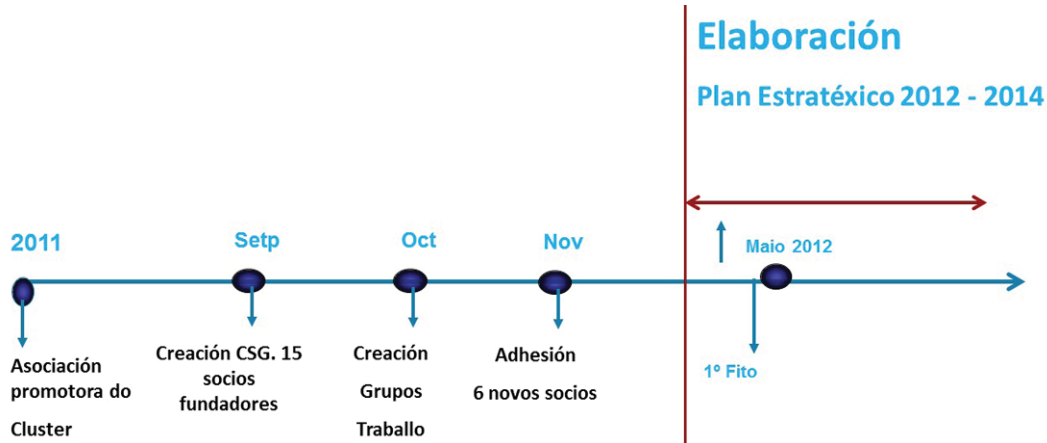 Elaboración
Plan Estratéxico 2012 - 2014
2011
Setp
Oct
Nov
Maio 2012
Asociación
promotora do
Cluster
Creación CSG. 15
socios
fundadores
Creación
Grupos
Traballo
Adhesión
6 novos socios
1º Fito